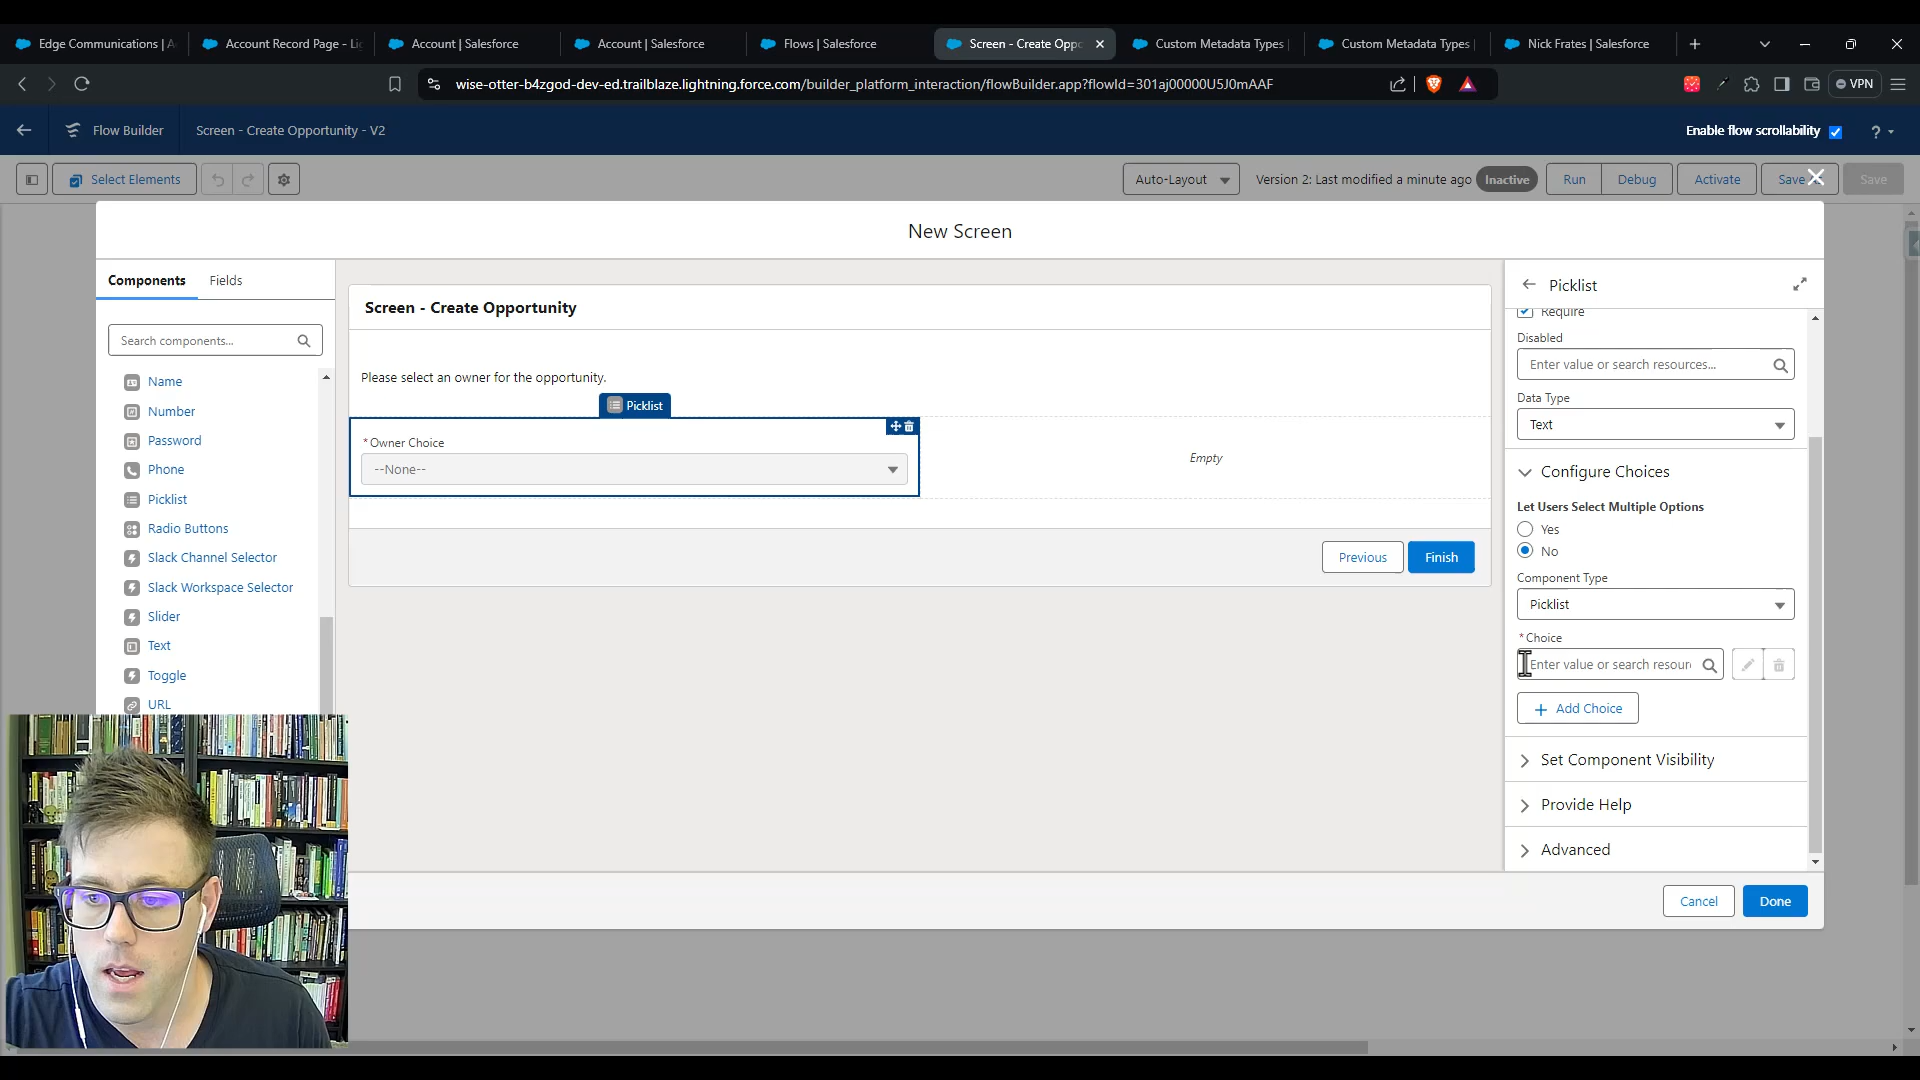 Edge Communications | A
Account Record Page - Li
Account | Salesforce
Account | Salesforce
Flows | Salesforce
Screen - Create Oppo
Custom Metadata Types
Custom Metadata Types
Nick Frates | Salesforce
wise-otter-b4zgod-dev-ed.trailblaze.lightning.force.com/builder_platform_interaction/flowBuilder.app?flowId=301aj00000U5J0mAAF
VPN
Flow Builder
Screen - Create Opportunity - V2
Enable flow scrollability
?
Select Elements
Auto-Layout
Version 2: Last modified a minute ago
Inactive
Run
Debug
Activate
Save
Save
New Screen
Components
Fields
Search components...
Name
Number
Password
Phone
Picklist
Radio Buttons
Slack Channel Selector
Slack Workspace Selector
Slider
Text
Toggle
URL
Screen - Create Opportunity
Please select an owner for the opportunity.
Picklist
*Owner Choice
--None--
Empty
Previous
Finish
Picklist
Require
Disabled
Enter value or search resources...
Data Type
Text
Configure Choices
Let Users Select Multiple Options
Yes
No
Component Type
Picklist
*Choice
Enter value or search resour
+ Add Choice
Set Component Visibility
Provide Help
Advanced
Cancel
Done